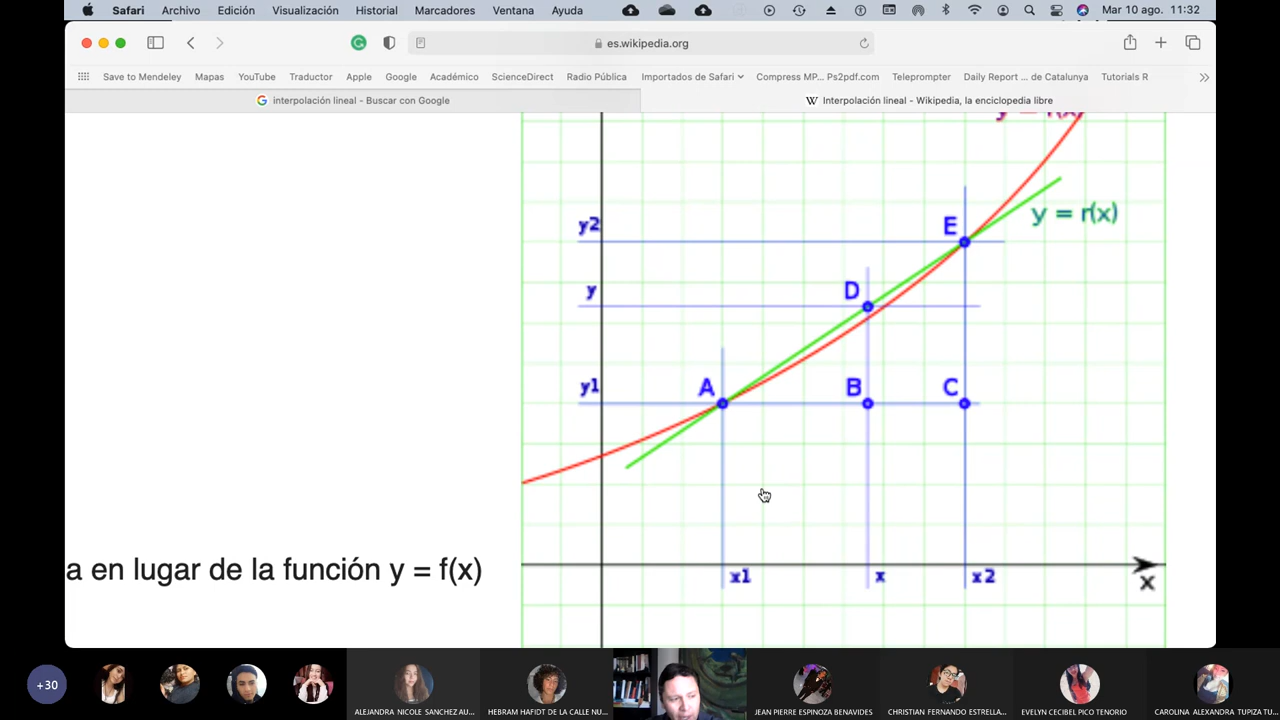 Safari Archivo Edición Visualización Historial Marcadores Ventana Ayuda Mar 10 ago. 11:32
es.wikipedia.org
Save to Mendeley Mapas YouTube Traductor Apple Google Académico ScienceDirect Radio Pública Importados de Safari Compress MP... Ps2pdf.com Teleprompter Daily Report ... de Catalunya Tutorials R
interpolación lineal - Buscar con Google
Interpolación lineal - Wikipedia, la enciclopedia libre
y = f(x)
y = r(x)
y2
E
y
D
y1
A
B
C
a en lugar de la función y = f(x)
x1
x
x2
x
+30
ALEJANDRA NICOLE SANCHEZ AU...
HEBRAM HAFIDT DE LA CALLE NU...
JEAN PIERRE ESPINOZA BENAVIDES
CHRISTIAN FERNANDO ESTRELLA...
EVELYN CECIBEL PICO TENORIO
CAROLINA ALEXANDRA TUPIZA TU...